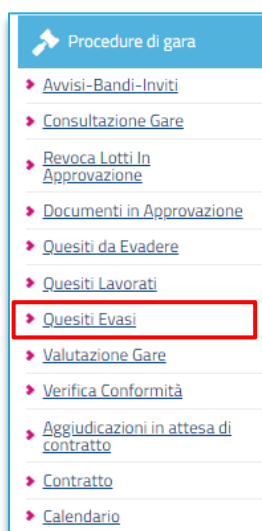 Procedure di gara
Avvisi-Bandi-Inviti
Consultazione Gare
Revoca Lotti In
Approvazione
Documenti in Approvazione
Quesiti da Evadere
Quesiti Lavorati
Quesiti Evasi
Valutazione Gare
Verifica Conformità
Aggiudicazioni in attesa di
contratto
Contratto
Calendario